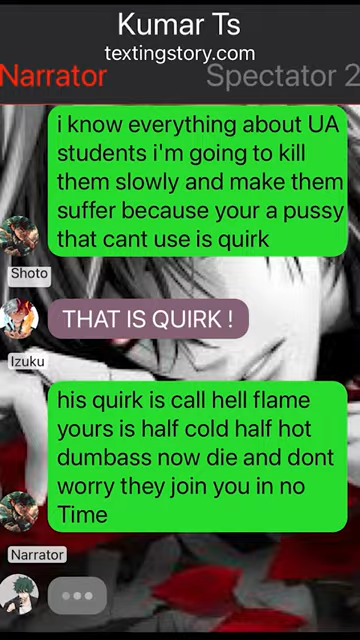 Kumar Ts
textingstory.com
Narrator
Spectator 2
i know everything about UA
students i'm going to kill
them slowly and make them
suffer because your a pussy
that cant use is quirk
Shoto
THAT IS QUIRK !
Izuku
his quirk is call hell flame
yours is half cold half hot
dumbass now die and dont
worry they join you in no
Time
Narrator